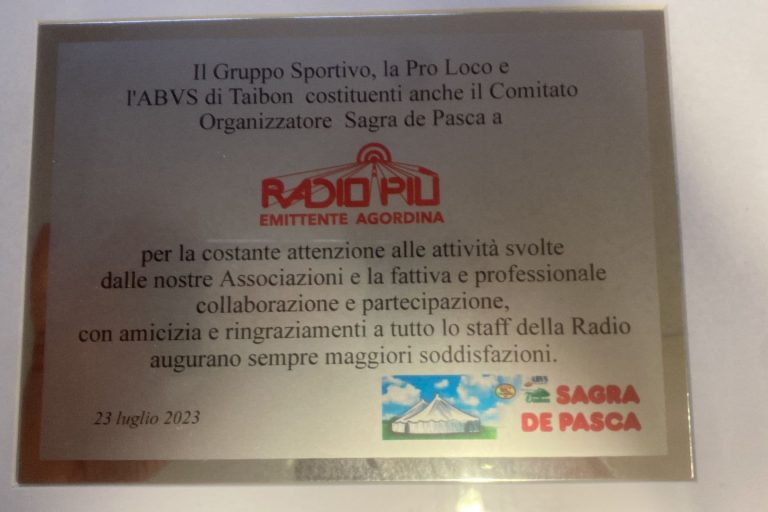 Il Gruppo Sportivo, la Pro Loco e
l'ABVS di Taibon costituenti anche il Comitato
Organizzatore Sagra de Pasca a
RADIO PIÙ
EMITTENTE AGORDINA
per la costante attenzione alle attività svolte
dalle nostre Associazioni e la fattiva e professionale
collaborazione e partecipazione,
con amicizia e ringraziamenti a tutto lo staff della Radio
augurano sempre maggiori soddisfazioni.
23 luglio 2023
ABVS
SAGRA
DE PASCA